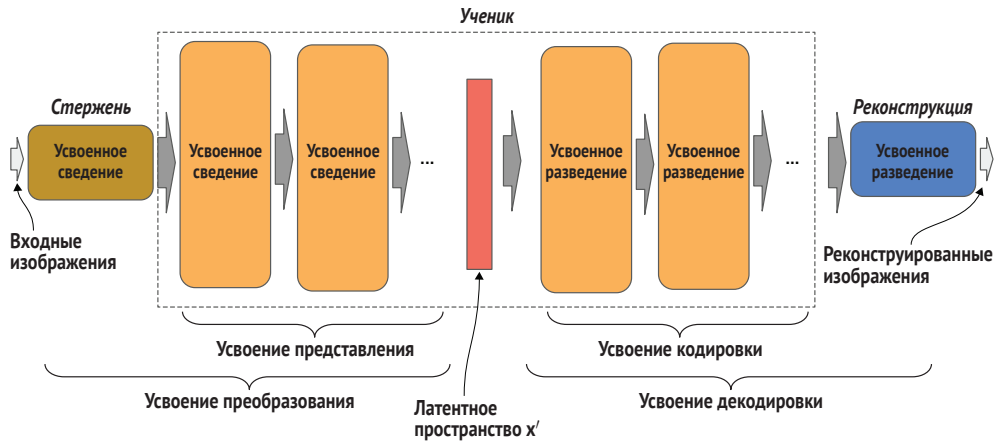 Ученик
Стержень
Реконструкция
Усвоенное
сведение
Усвоенное
сведение
Усвоенное
сведение
...
Усвоенное
разведение
Усвоенное
разведение
...
Усвоенное
разведение
Входные
изображения
Реконструированные
изображения
Усвоение представления
Усвоение кодировки
Усвоение преобразования
Латентное
пространство x′
Усвоение декодировки